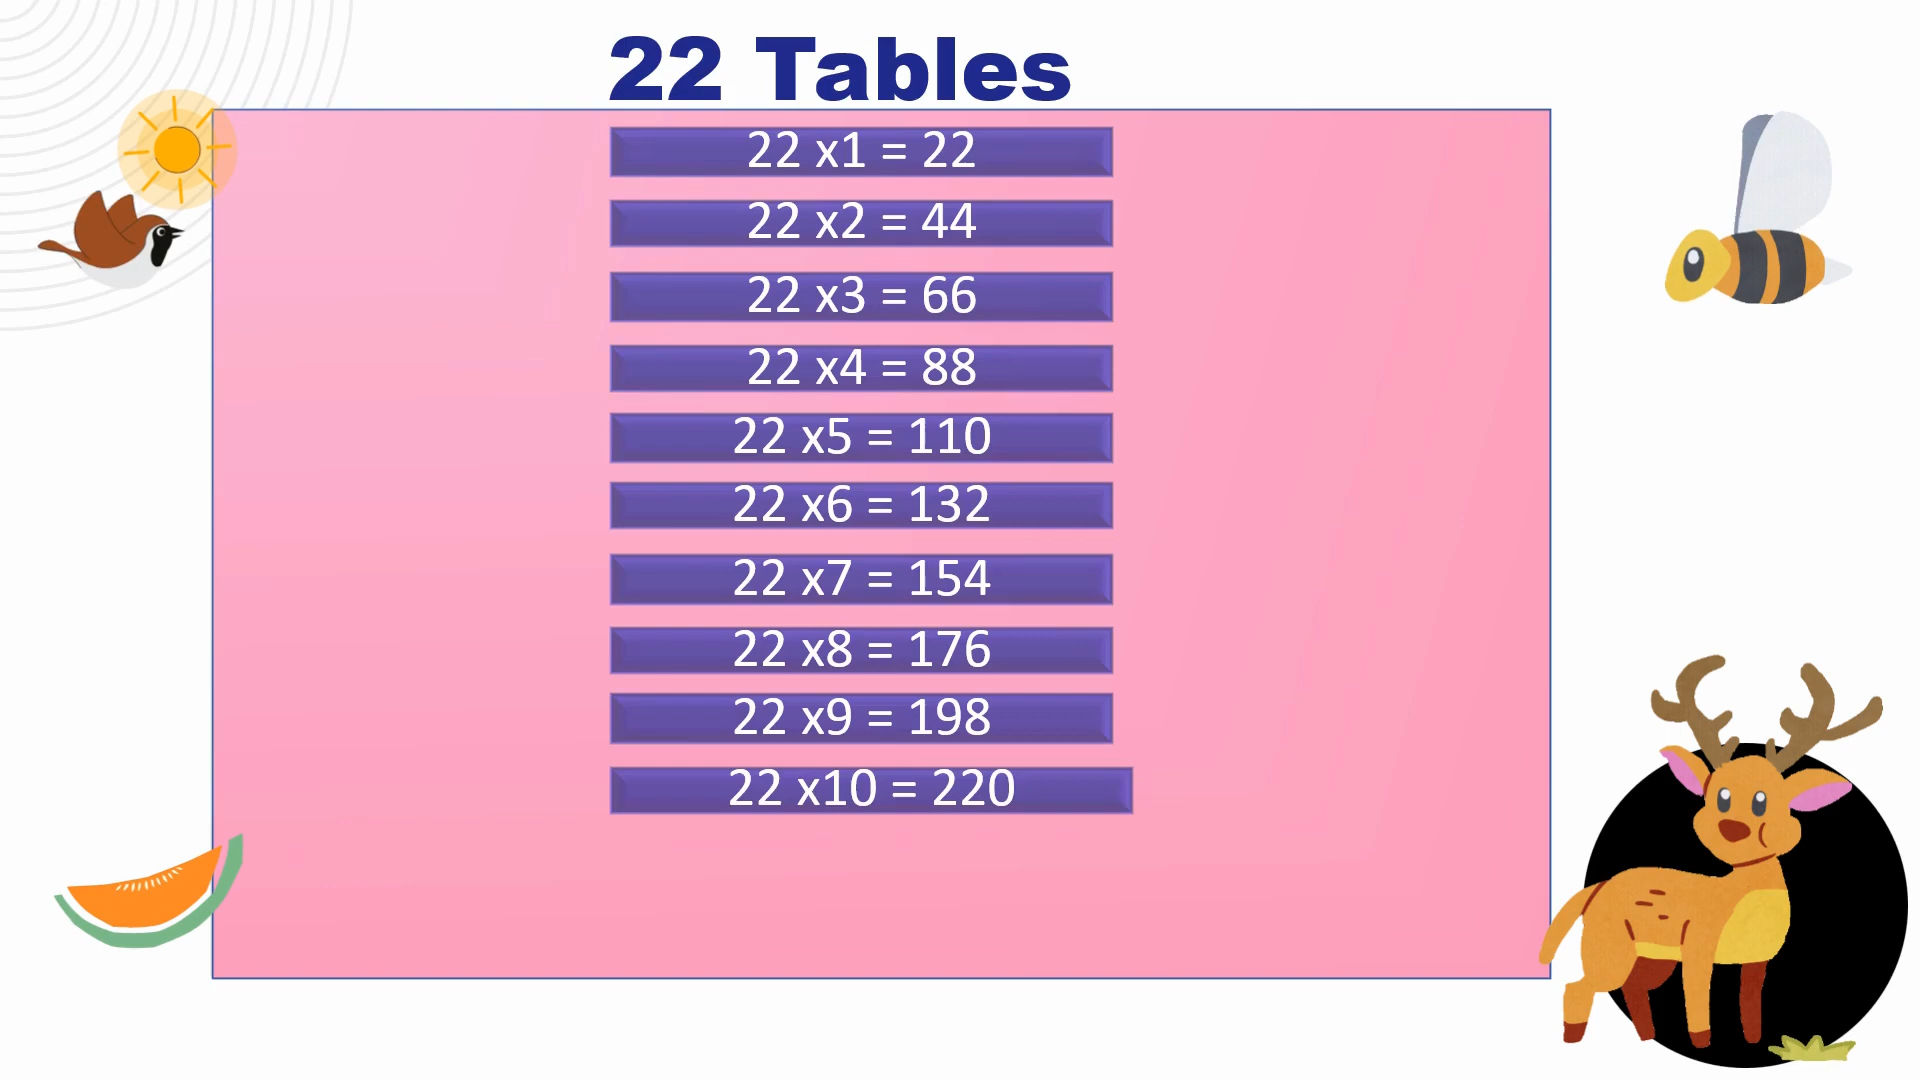 22 Tables
22 x1 = 22
22 x2 = 44
22 x3 = 66
22 x4 = 88
22 x5 = 110
22 x6 = 132
22 x7 = 154
22 x8 = 176
22 x9 = 198
22 x10 = 220